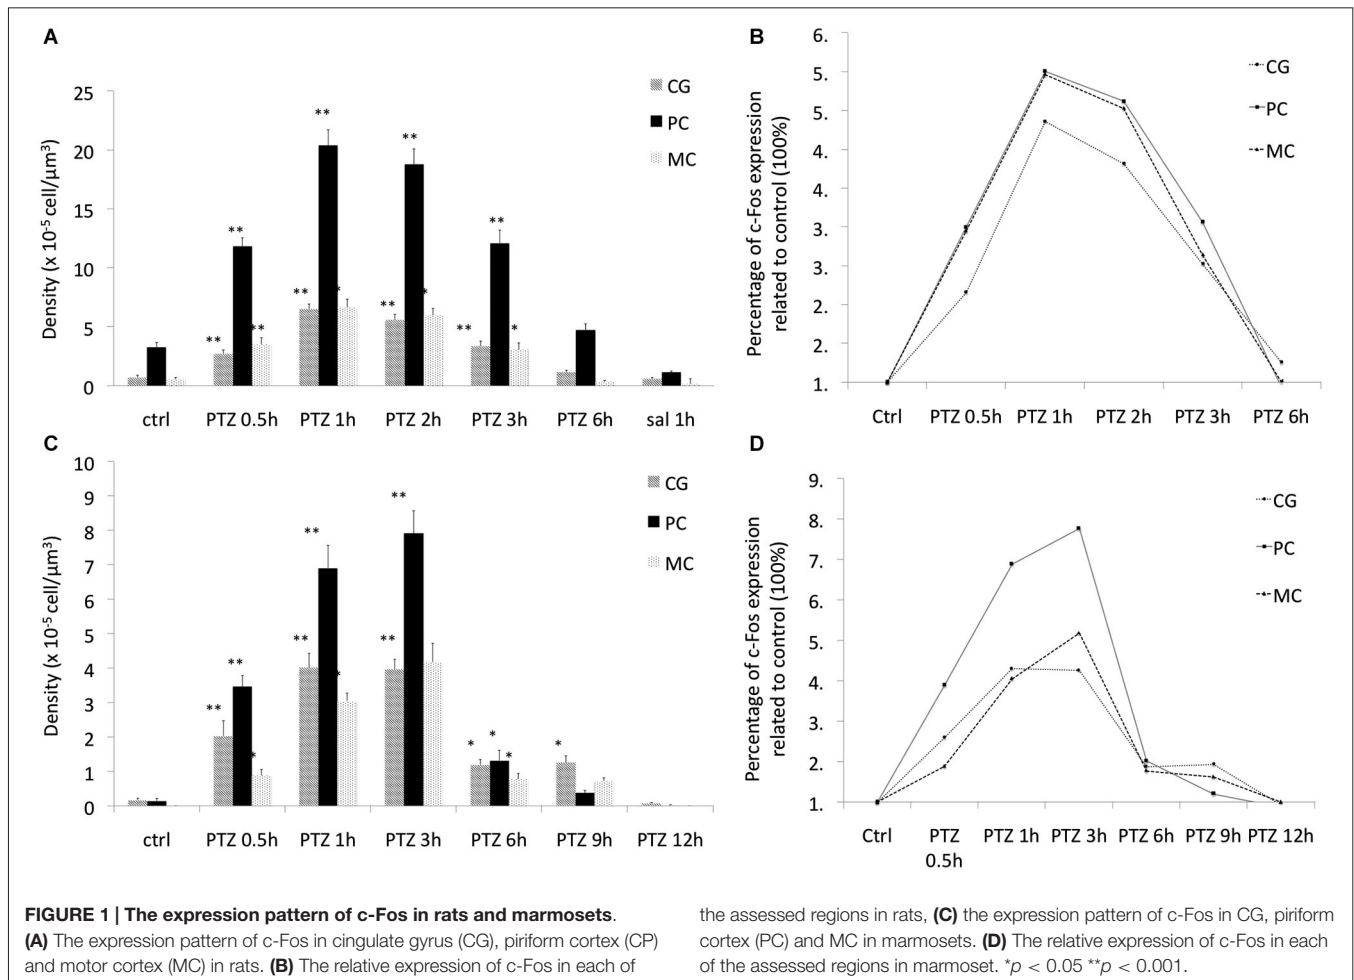 A
Density (x 10⁻⁵ cell/µm³)
25
20
15
10
5
0
CG
PC
MC
**
**
**
**
**
**
**
**
**
*
*
**
*
ctrl
PTZ 0.5h
PTZ 1h
PTZ 2h
PTZ 3h
PTZ 6h
sal 1h
B
Percentage of c-Fos expression
related to control (100%)
6.
5.
5.
4.
4.
3.
3.
2.
2.
1.
CG
PC
MC
Ctrl
PTZ 0.5h
PTZ 1h
PTZ 2h
PTZ 3h
PTZ 6h
C
Density (x 10⁻⁵ cell/µm³)
10
9
8
7
6
5
4
3
2
1
0
CG
PC
MC
**
**
**
**
**
**
*
*
*
*
*
*
ctrl
PTZ 0.5h
PTZ 1h
PTZ 3h
PTZ 6h
PTZ 9h
PTZ 12h
D
Percentage of c-Fos expression
related to control (100%)
9.
8.
7.
6.
5.
4.
3.
2.
1.
CG
PC
MC
Ctrl
PTZ
0.5h
PTZ 1h
PTZ 3h
PTZ 6h
PTZ 9h
PTZ 12h
FIGURE 1 | The expression pattern of c-Fos in rats and marmosets.
(A) The expression pattern of c-Fos in cingulate gyrus (CG), piriform cortex (CP)
and motor cortex (MC) in rats. (B) The relative expression of c-Fos in each of
the assessed regions in rats, (C) the expression pattern of c-Fos in CG, piriform
cortex (PC) and MC in marmosets. (D) The relative expression of c-Fos in each
of the assessed regions in marmoset. *p < 0.05 **p < 0.001.